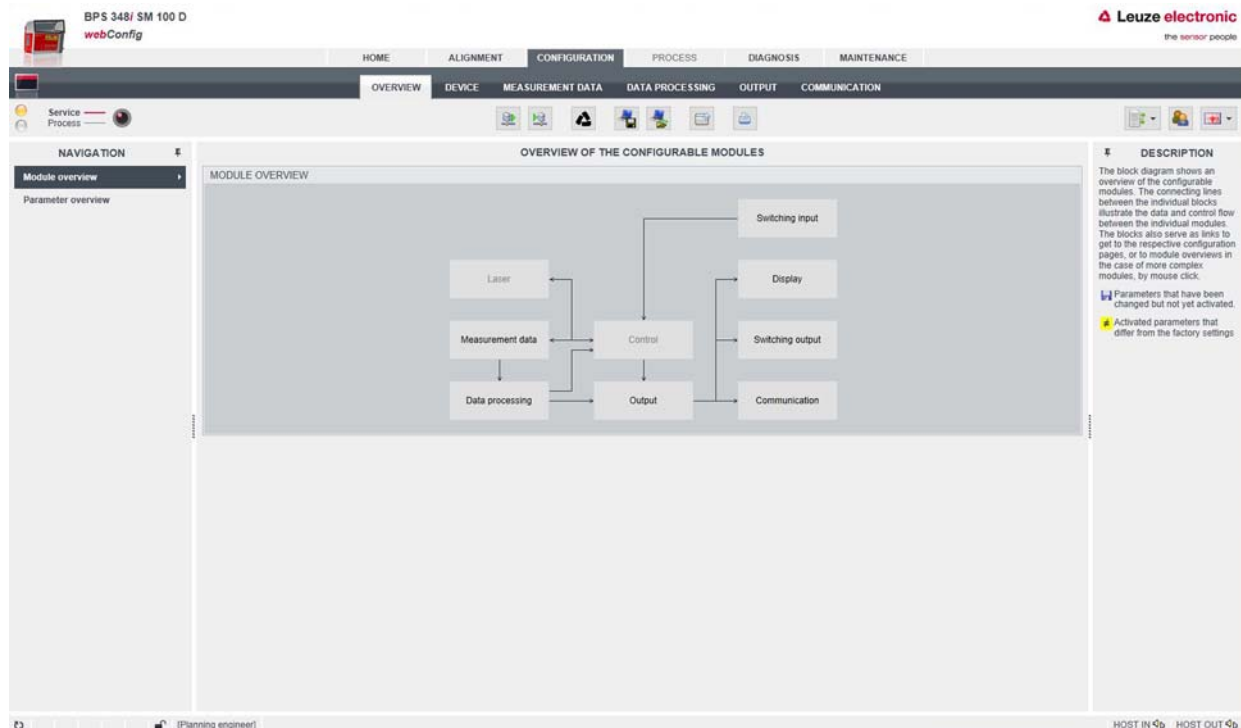 BPS 348i SM 100 D
webConfig
Leuze electronic
the sensor people
HOME ALIGNMENT CONFIGURATION PROCESS DIAGNOSIS MAINTENANCE
OVERVIEW DEVICE MEASUREMENT DATA DATA PROCESSING OUTPUT COMMUNICATION
Service
Process
NAVIGATION
Module overview
Parameter overview
OVERVIEW OF THE CONFIGURABLE MODULES
MODULE OVERVIEW
Switching input
Laser
Display
Measurement data
Control
Switching output
Data processing
Output
Communication
DESCRIPTION
The block diagram shows an
overview of the configurable
modules. The connecting lines
between the individual blocks
illustrate the data and control flow
between the individual modules.
The blocks also serve as links to
get to the respective configuration
pages, or to module overviews in
the case of more complex
modules, by mouse click.
Parameters that have been
changed but not yet activated.
Activated parameters that
differ from the factory settings
[Planning engineer]
HOST IN HOST OUT